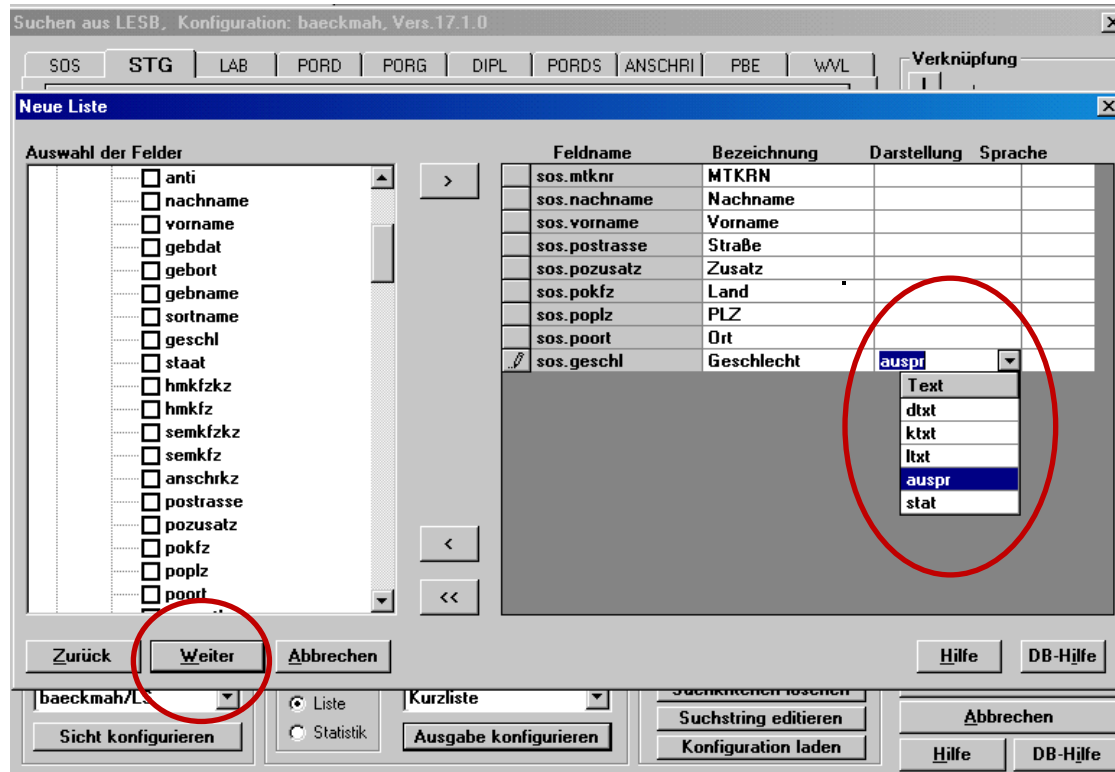 Suchen aus LESB, Konfiguration: baeckmah, Vers.17.1.0
SOS STG LAB PORD PORG DIPL PORDS ANSCHRI PBE WVL Verknüpfung
Neue Liste
Auswahl der Felder
anti
nachname
vorname
gebdat
gebort
gebname
sortname
geschl
staat
hmkfzkz
hmkfz
semkfzkz
semkfz
anschrkz
postrasse
pozusatz
pokfz
poplz
poort
>
<
<<
Feldname Bezeichnung Darstellung Sprache
sos.mtknr MTKRN
sos.nachname Nachname
sos.vorname Vorname
sos.postrasse Straße
sos.pozusatz Zusatz
sos.pokfz Land
sos.poplz PLZ
sos.poort Ort
sos.geschl Geschlecht auspr
Text
dtxt
ktxt
ltxt
auspr
stat
Zurück Weiter Abbrechen Hilfe DB-Hilfe
baeckmah/LS Liste Kurzliste Suchkriterien löschen
Statistik Suchstring editieren Abbrechen
Sicht konfigurieren Ausgabe konfigurieren Konfiguration laden Hilfe DB-Hilfe